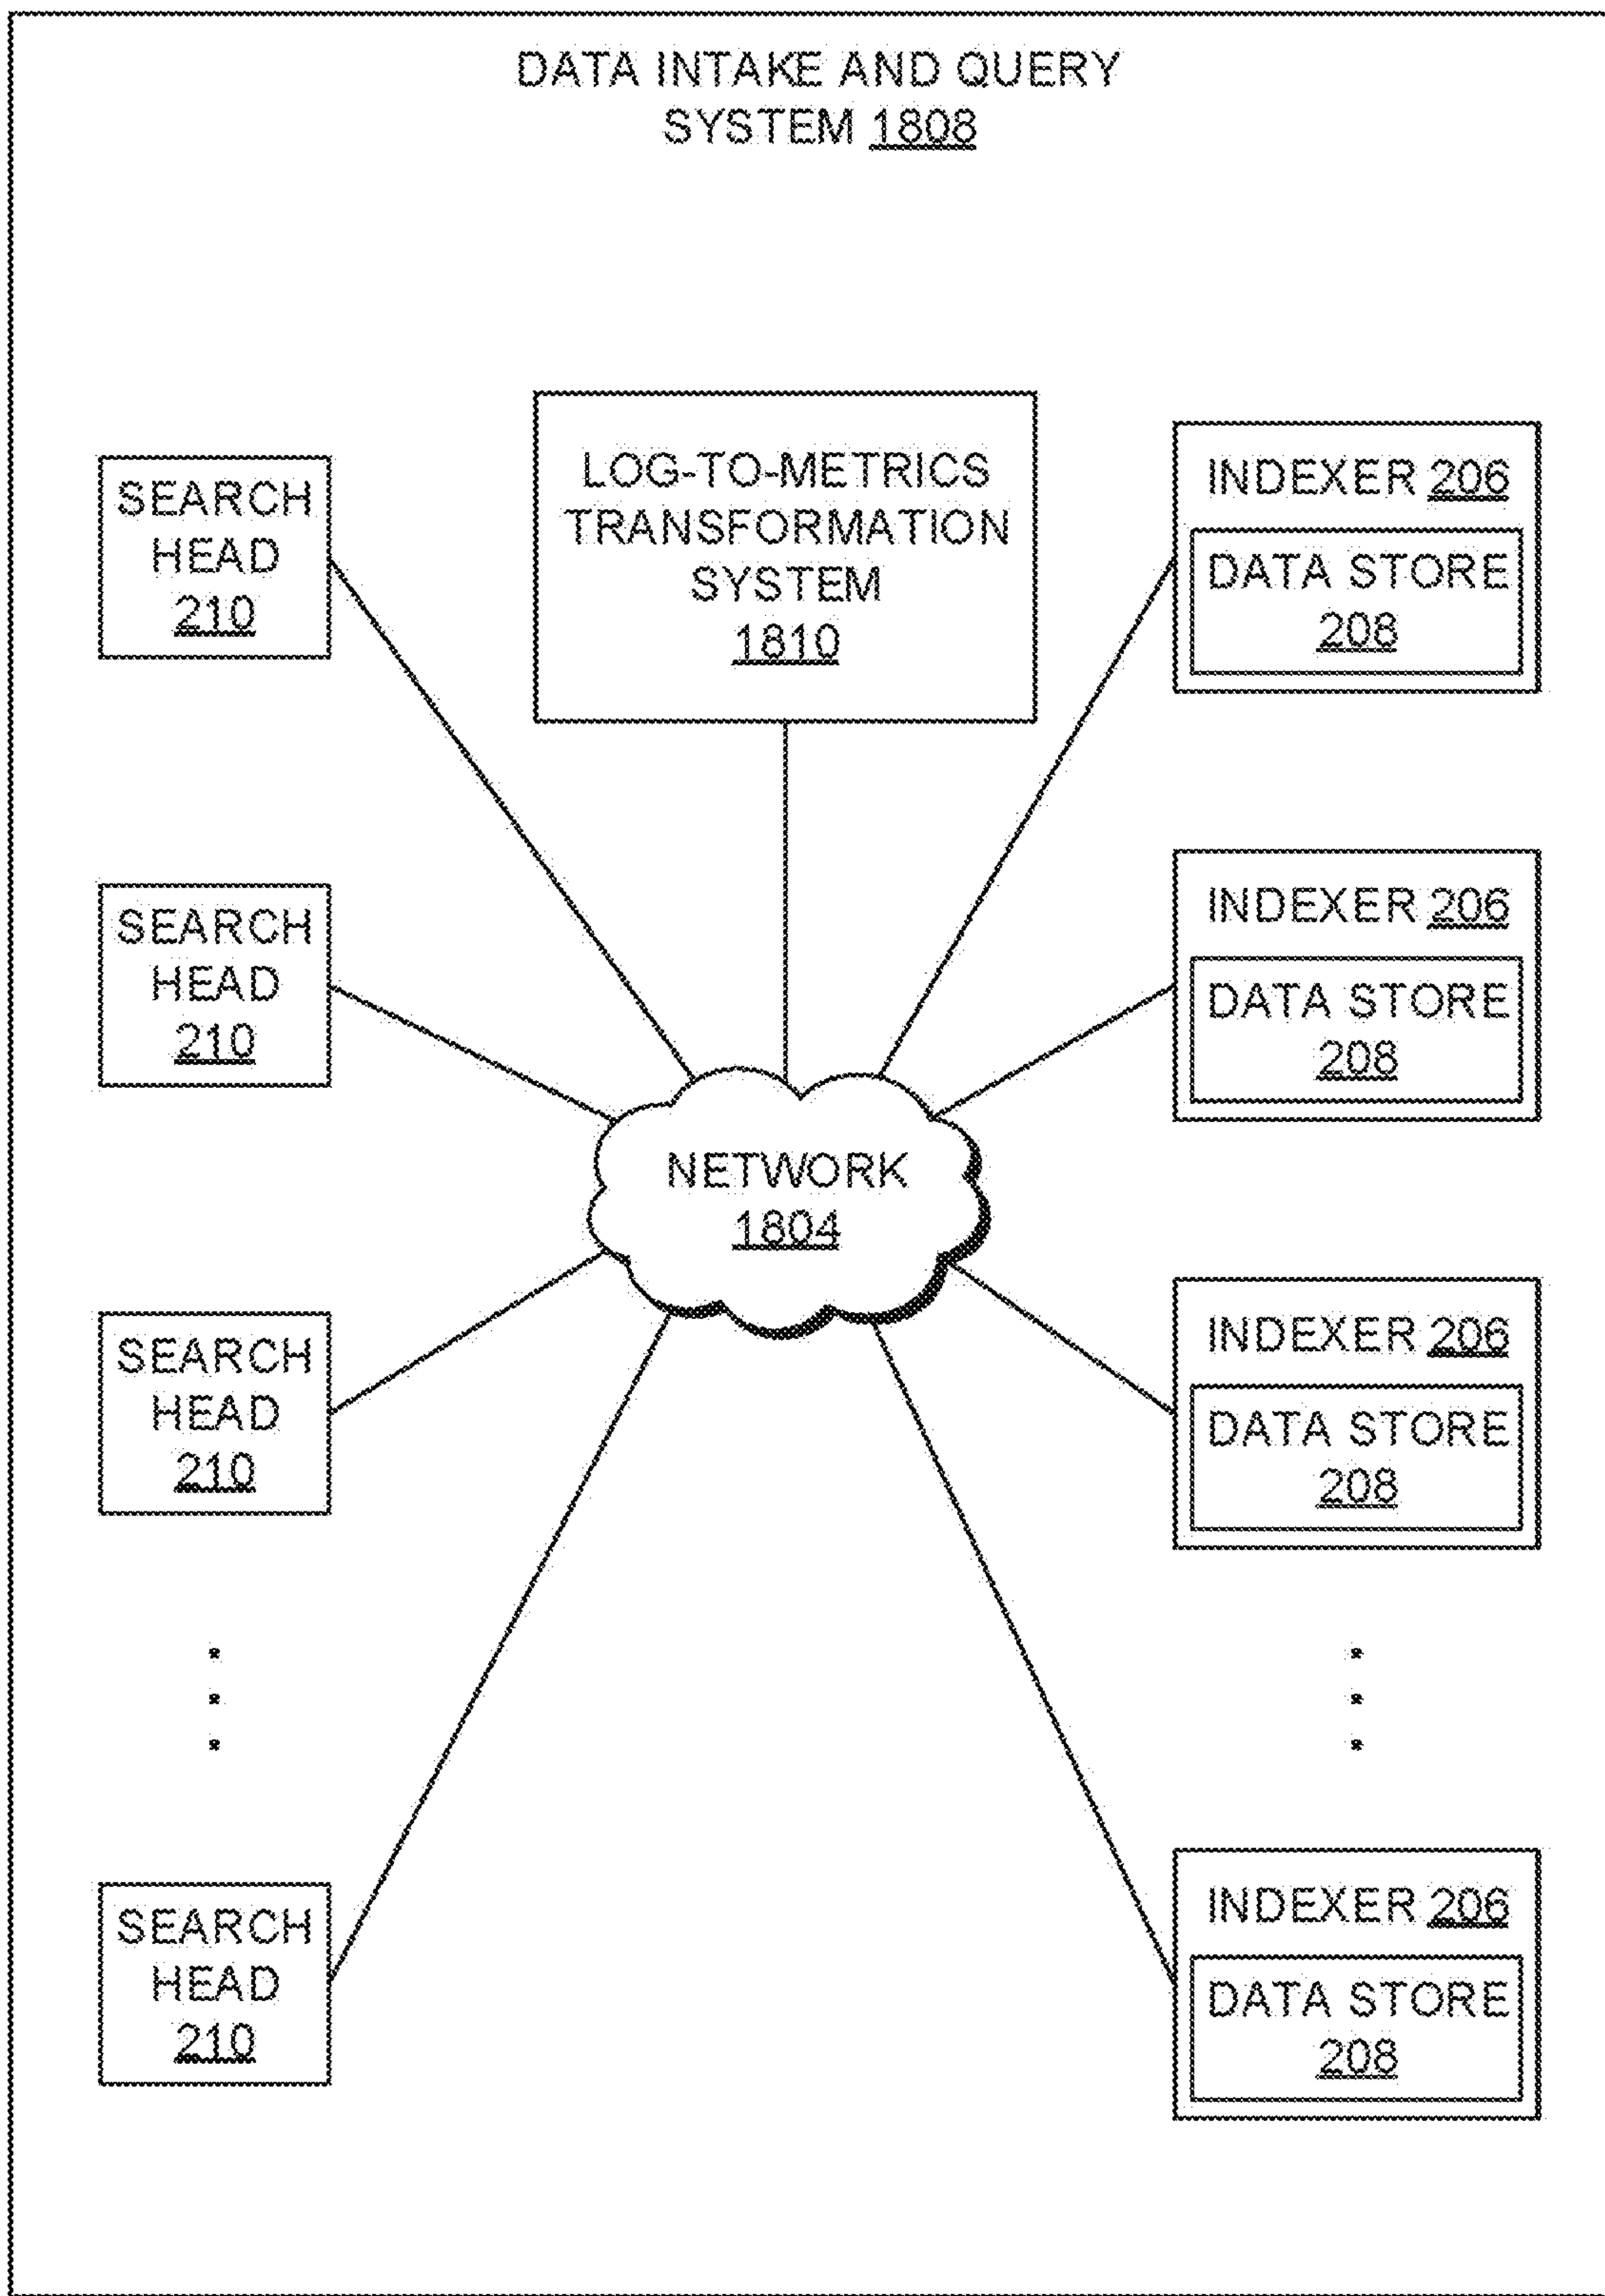 DATA INTAKE AND QUERY
SYSTEM 1808
LOG-TO-METRICS
TRANSFORMATION
SYSTEM
1810
SEARCH
HEAD
210
INDEXER 206
DATA STORE
208
SEARCH
HEAD
210
INDEXER 206
DATA STORE
208
NETWORK
1804
SEARCH
HEAD
210
INDEXER 206
DATA STORE
208
SEARCH
HEAD
210
INDEXER 206
DATA STORE
208